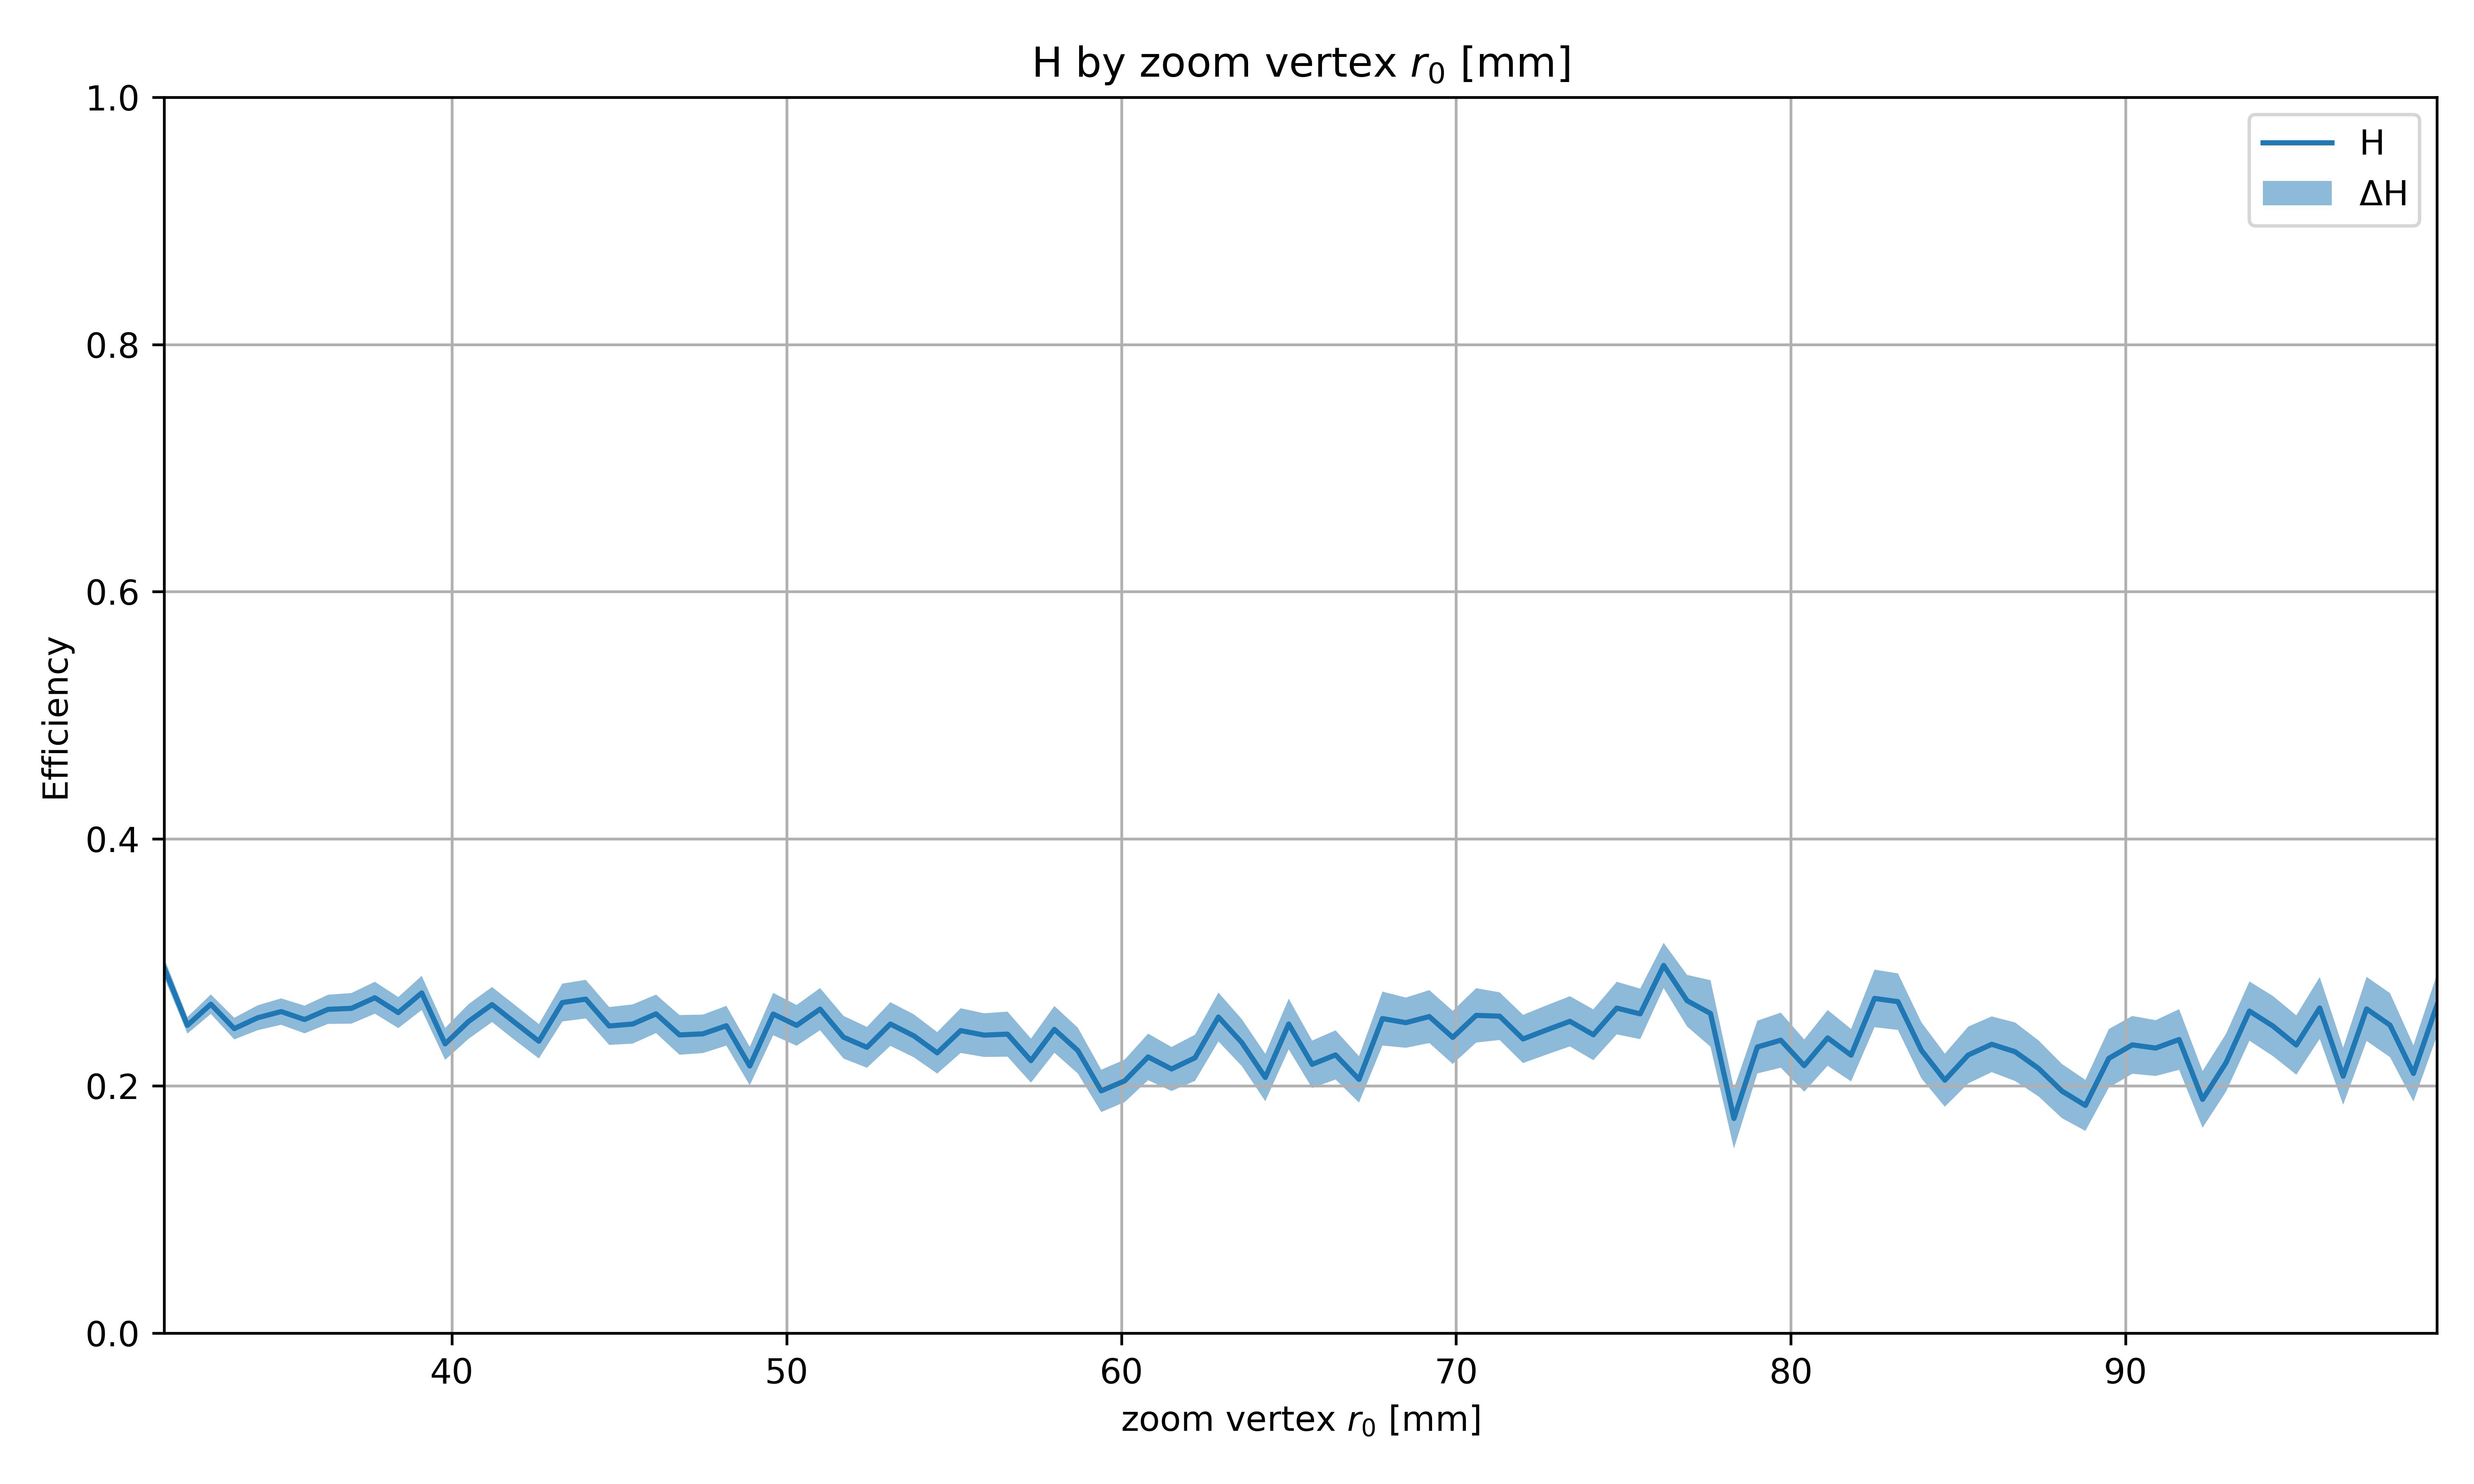 H by zoom vertex r₀ [mm]
1.0
0.8
0.6
0.4
0.2
0.0
Efficiency
H
ΔH
40 50 60 70 80 90
zoom vertex r₀ [mm]